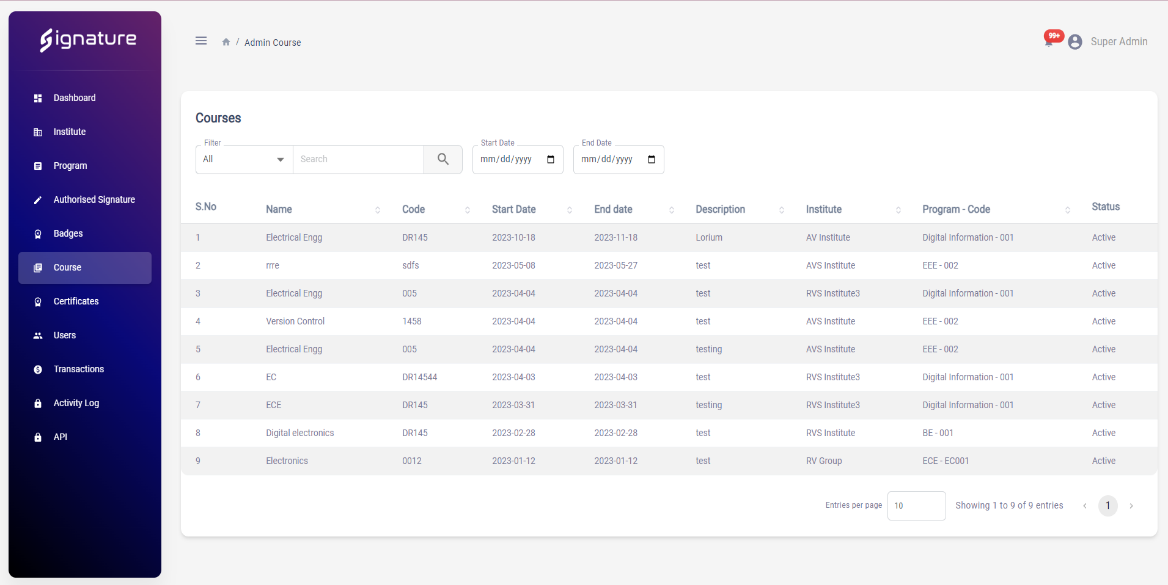 Signature
Dashboard
Institute
Program
Authorised Signature
Badges
Course
Certificates
Users
Transactions
Activity Log
API
/ Admin Course
99+
Super Admin
Courses
Filter
All
Search
Start Date
mm/dd/yyyy
End Date
mm/dd/yyyy
S.No Name Code Start Date End date Description Institute Program - Code Status
1 Electrical Engg DR145 2023-10-18 2023-11-18 Lorium AV Institute Digital Information - 001 Active
2 rrre sdfs 2023-05-08 2023-05-27 test AVS Institute EEE - 002 Active
3 Electrical Engg 005 2023-04-04 2023-04-04 test RVS Institute3 Digital Information - 001 Active
4 Version Control 1458 2023-04-04 2023-04-04 test AVS Institute EEE - 002 Active
5 Electrical Engg 005 2023-04-04 2023-04-04 testing AVS Institute EEE - 002 Active
6 EC DR14544 2023-04-03 2023-04-03 test RVS Institute3 Digital Information - 001 Active
7 ECE DR145 2023-03-31 2023-03-31 testing RVS Institute3 Digital Information - 001 Active
8 Digital electronics DR145 2023-02-28 2023-02-28 test RVS Institute BE - 001 Active
9 Electronics 0012 2023-01-12 2023-01-12 test RV Group ECE - EC001 Active
Entries per page 10 Showing 1 to 9 of 9 entries ‹ 1 ›